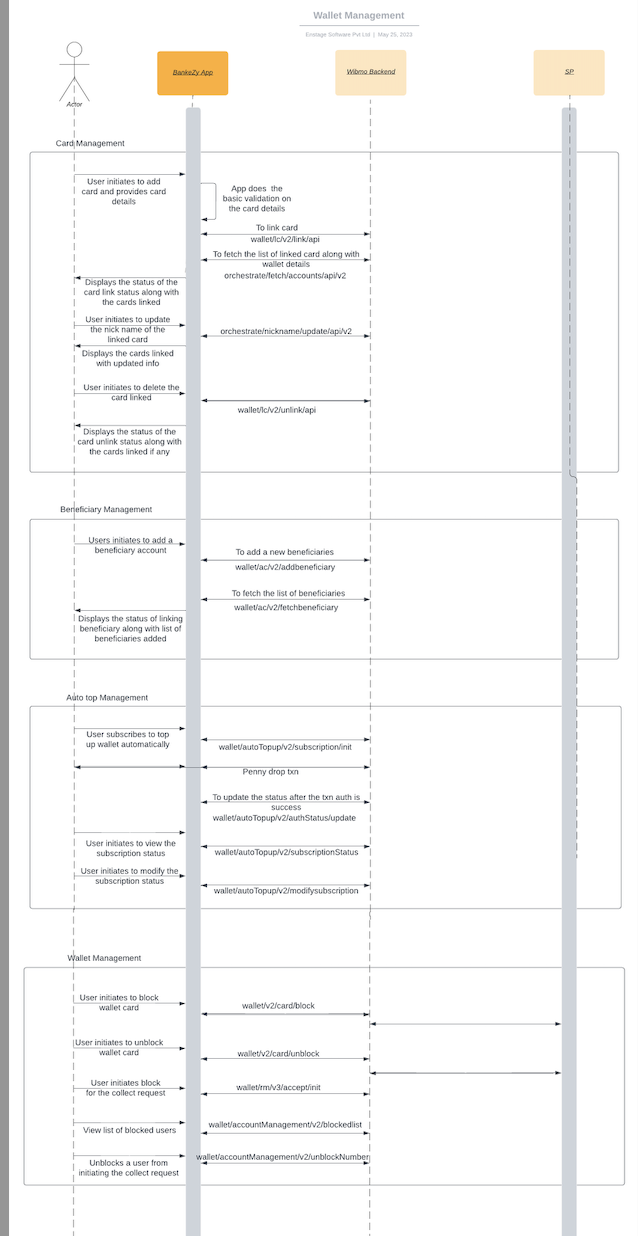 Wallet Management
Enstage Software Pvt Ltd | May 25, 2023
Actor
BankeZy App
Wibmo Backend
SP
Card Management
User initiates to add
card and provides card
details
App does the
basic validation on
the card details
To link card
wallet/lc/v2/link/api
To fetch the list of linked card along with
wallet details
orchestrate/fetch/accounts/api/v2
Displays the status of the
card link status along with
the cards linked
User initiates to update
the nick name of the
linked card
orchestrate/nickname/update/api/v2
Displays the cards linked
with updated info
User initiates to delete the
card linked
wallet/lc/v2/unlink/api
Displays the status of the
card unlink status along with
the cards linked if any
Beneficiary Management
Users initiates to add a
beneficiary account
To add a new beneficiaries
wallet/ac/v2/addbeneficiary
To fetch the list of beneficiaries
wallet/ac/v2/fetchbeneficiary
Displays the status of linking
beneficiary along with list of
beneficiaries added
Auto top Management
User subscribes to top
up wallet automatically
wallet/autoTopup/v2/subscription/init
Penny drop txn
To update the status after the txn auth is
success
wallet/autoTopup/v2/authStatus/update
User initiates to view the
subscription status
wallet/autoTopup/v2/subscriptionStatus
User initiates to modify the
subscription status
wallet/autoTopup/v2/modifysubscription
Wallet Management
User initiates to block
wallet card
wallet/v2/card/block
User initiates to unblock
wallet card
wallet/v2/card/unblock
User initiates block
for the collect request
wallet/rm/v3/accept/init
View list of blocked users
wallet/accountManagement/v2/blockedlist
Unblocks a user from
initiating the collect request
wallet/accountManagement/v2/unblockNumber